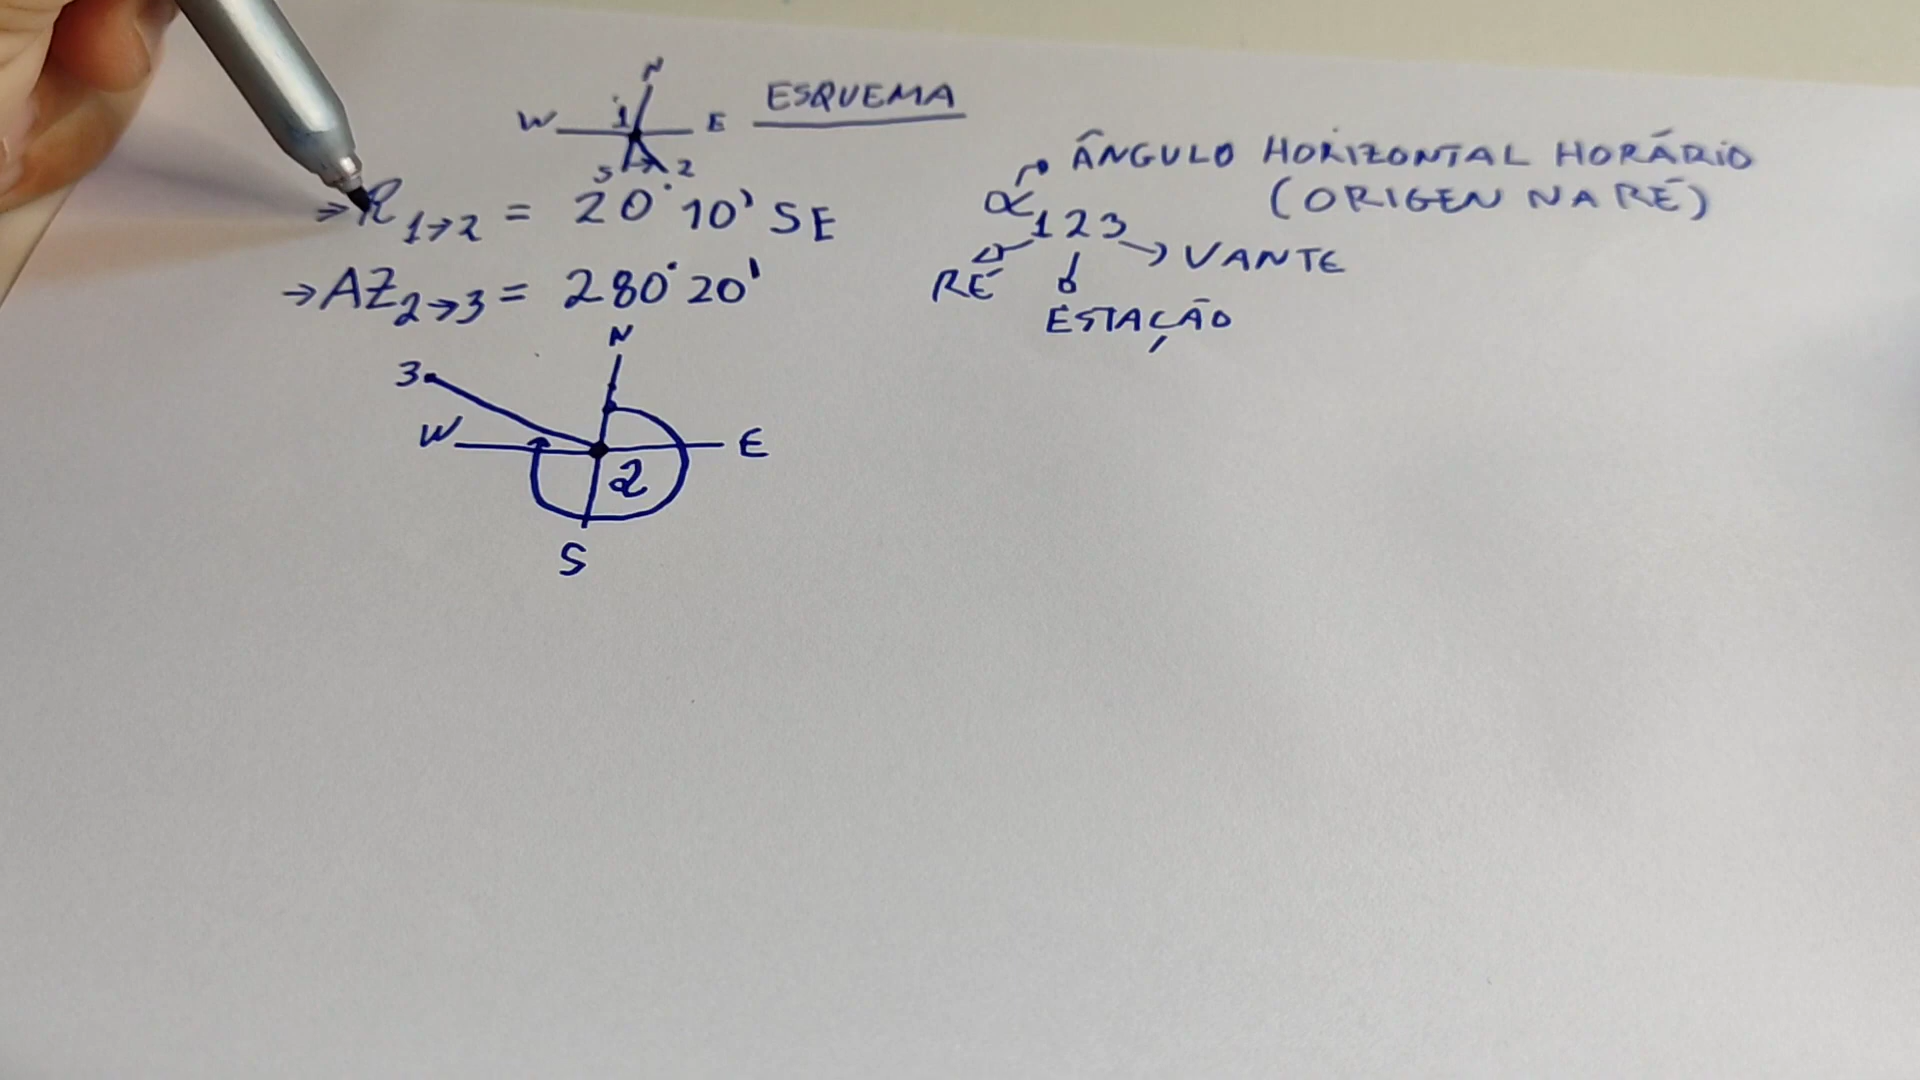 N
W 1 E ESQUEMA
S 2
→R1→2 = 20°10' SE
→AZ2→3 = 280°20'
N
3
W E
2
S
ÂNGULO HORIZONTAL HORÁRIO
(ORIGEN NA RÉ)
α123
RÉ → VANTE
ESTAÇÃO